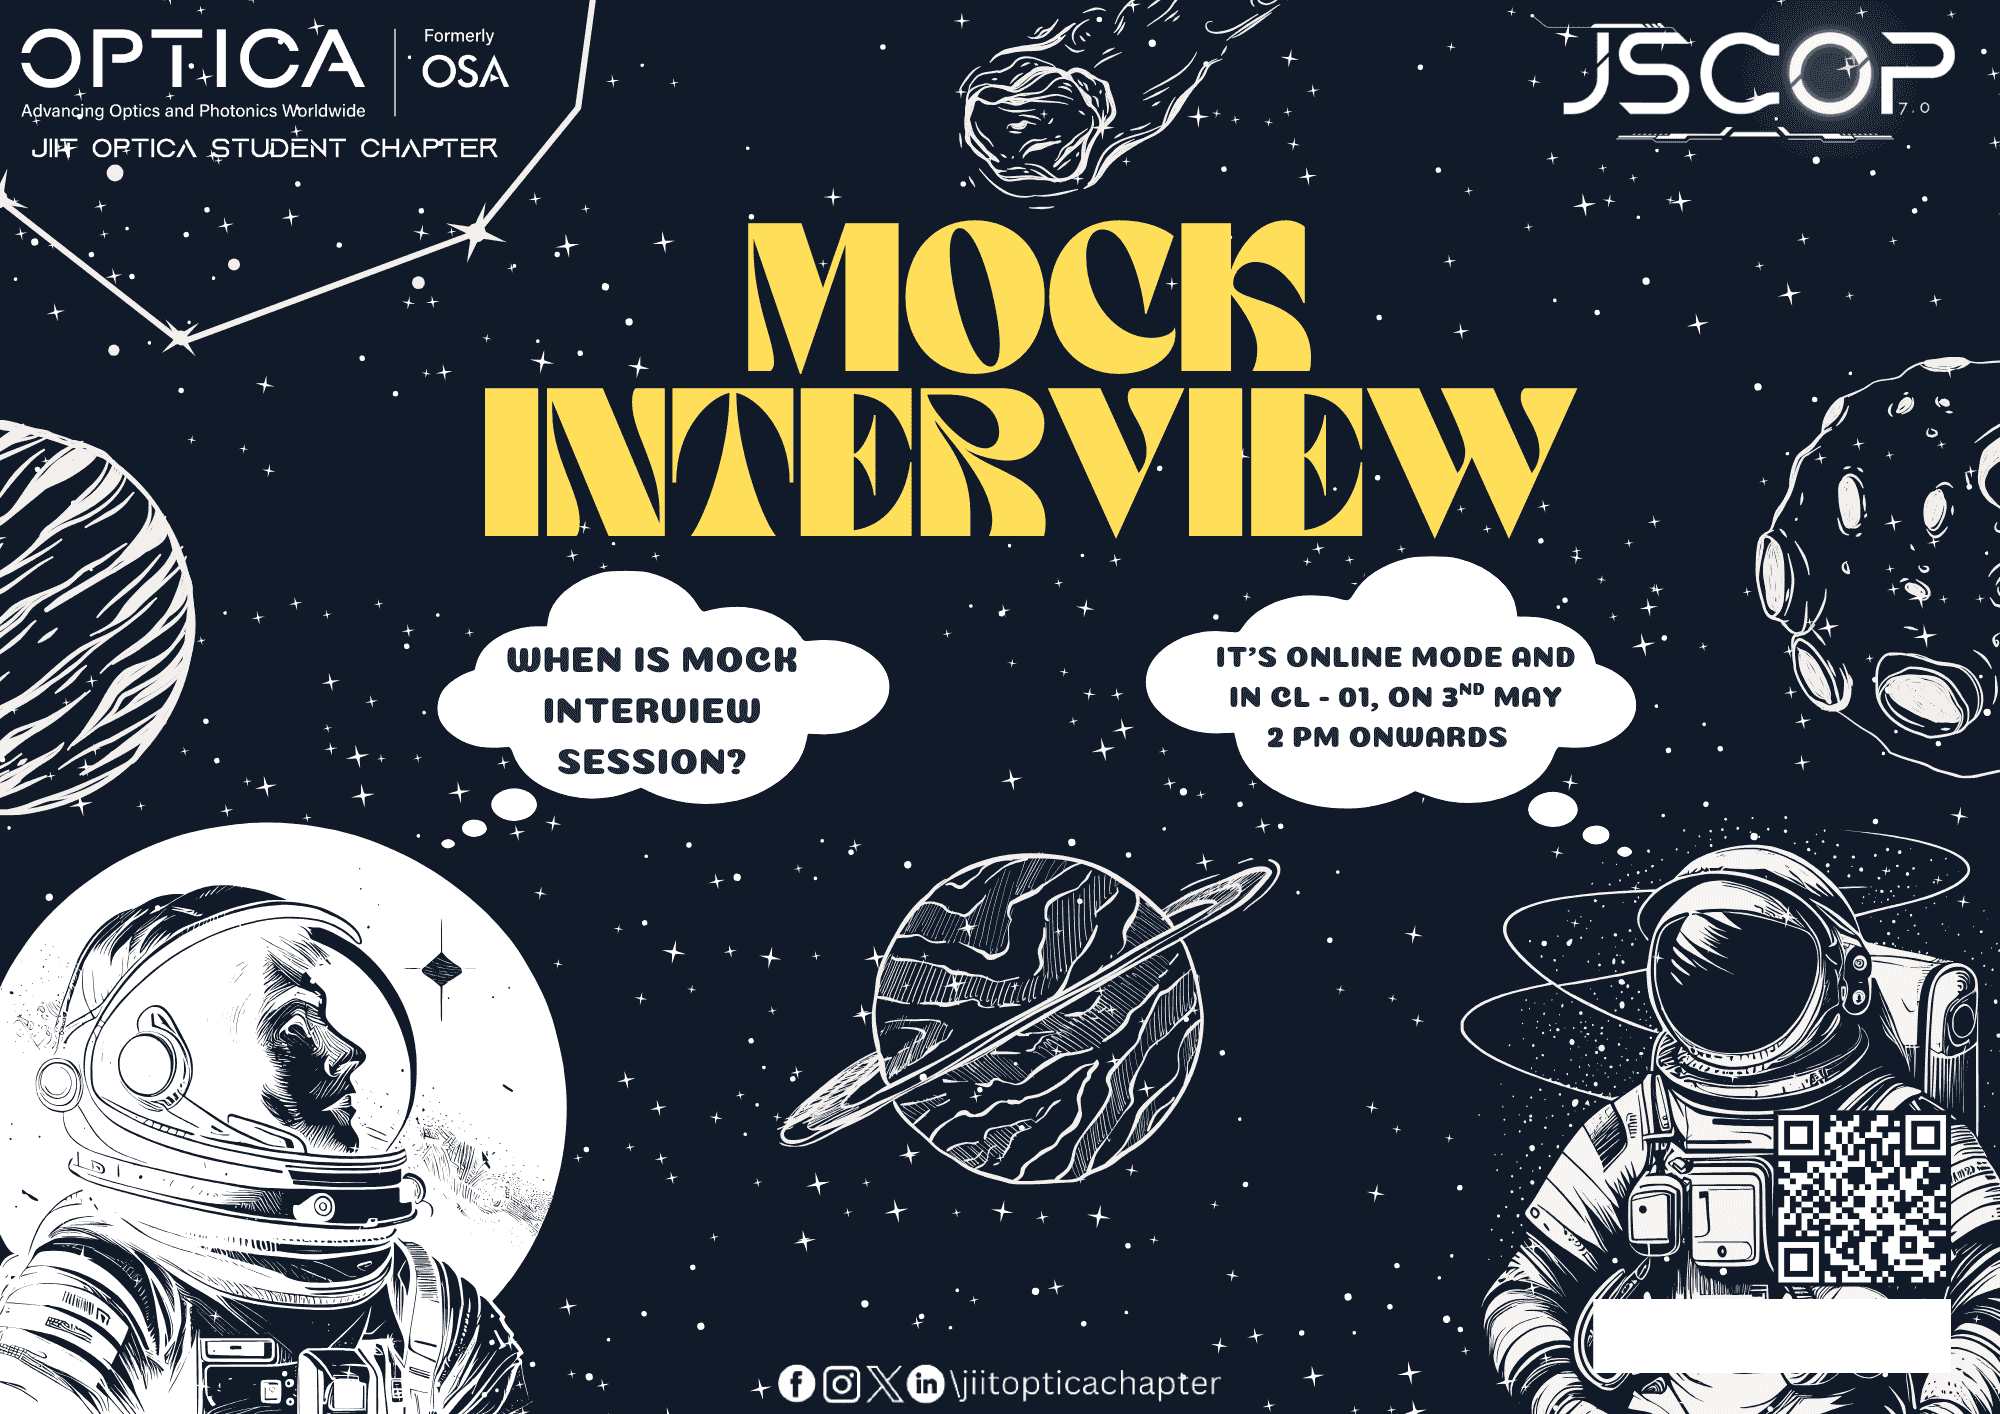 OPTICA
Formerly
OSA
Advancing Optics and Photonics Worldwide
JIIT OPTICA STUDENT CHAPTER
JSCOP
7.0
MOCK
INTERVIEW
WHEN IS MOCK
INTERVIEW
SESSION?
IT'S ONLINE MODE AND
IN CL - 01, ON 3ND MAY
2 PM ONWARDS
\jiitopticachapter